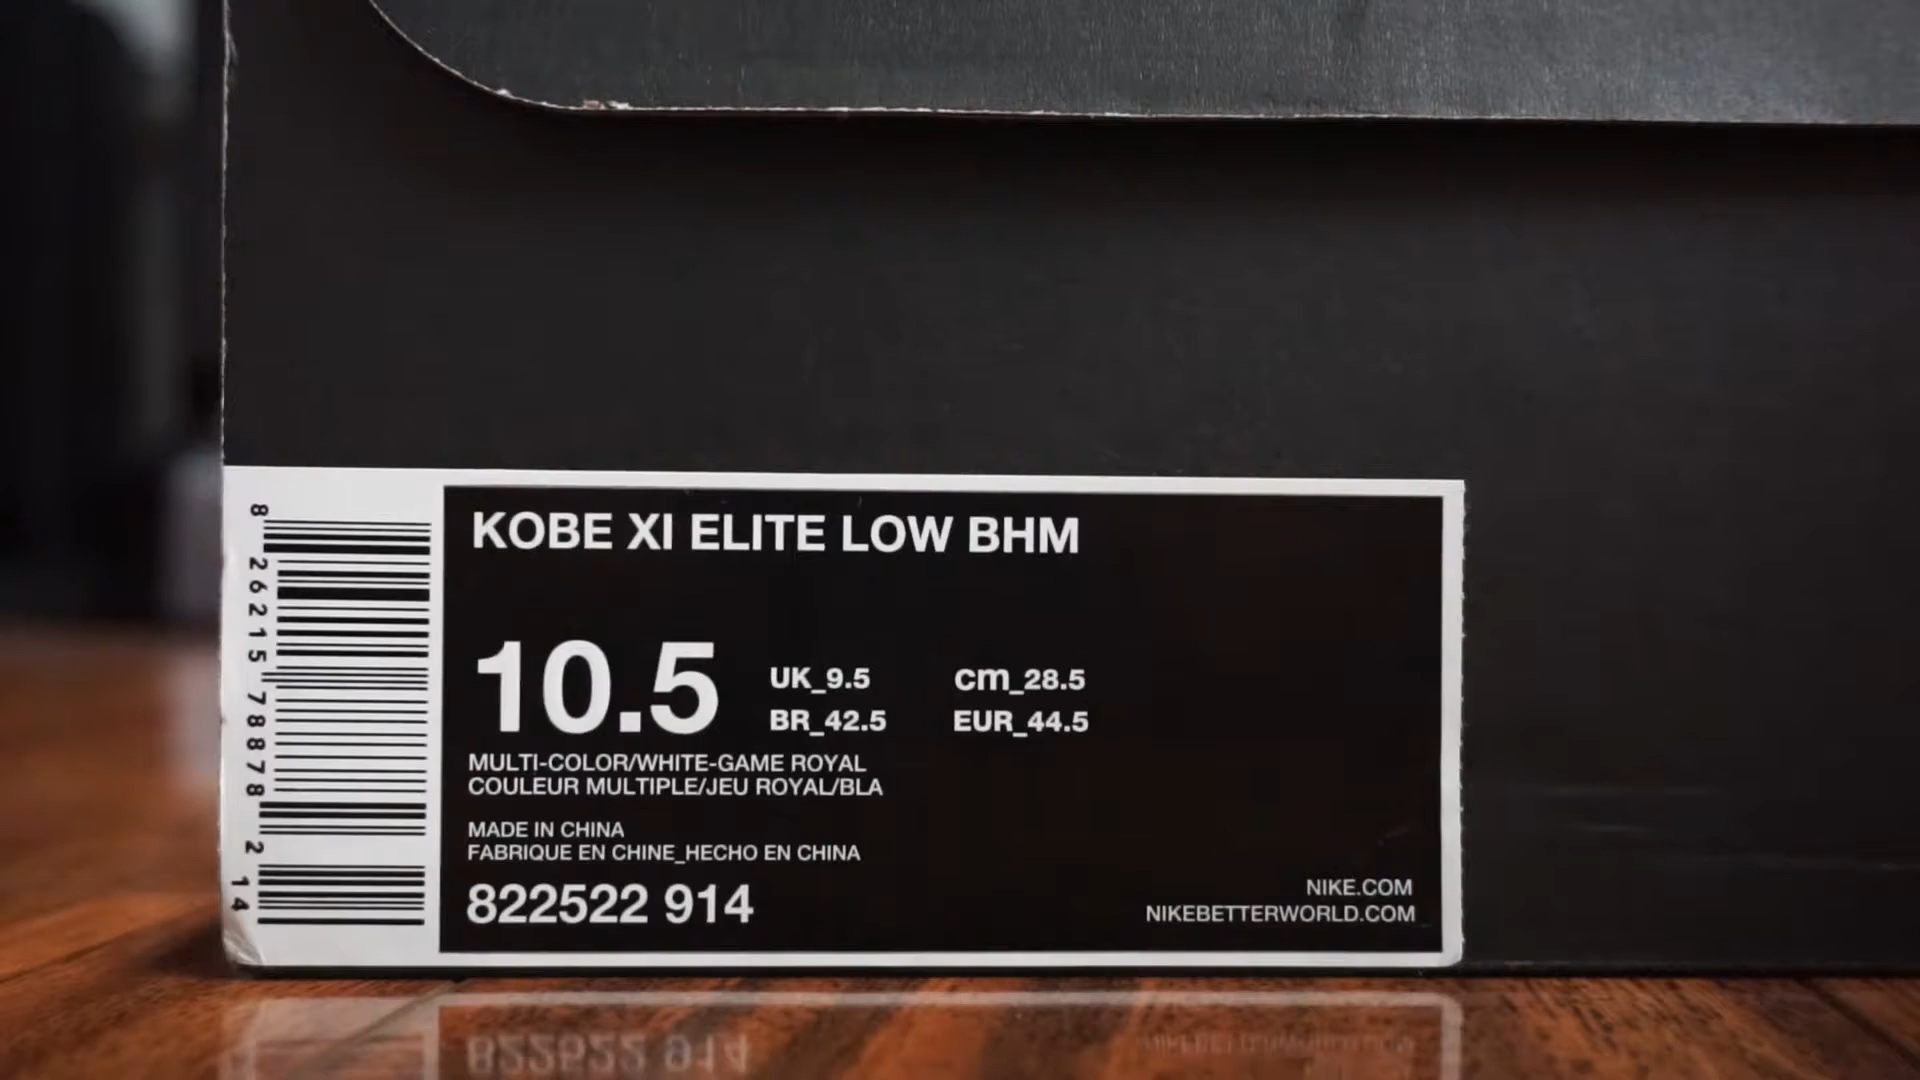 KOBE XI ELITE LOW BHM
10.5
UK_9.5 cm_28.5
BR_42.5 EUR_44.5
MULTI-COLOR/WHITE-GAME ROYAL
COULEUR MULTIPLE/JEU ROYAL/BLA
MADE IN CHINA
FABRIQUE EN CHINE_HECHO EN CHINA
822522 914
NIKE.COM
NIKEBETTERWORLD.COM
8 26215 78878 2 14